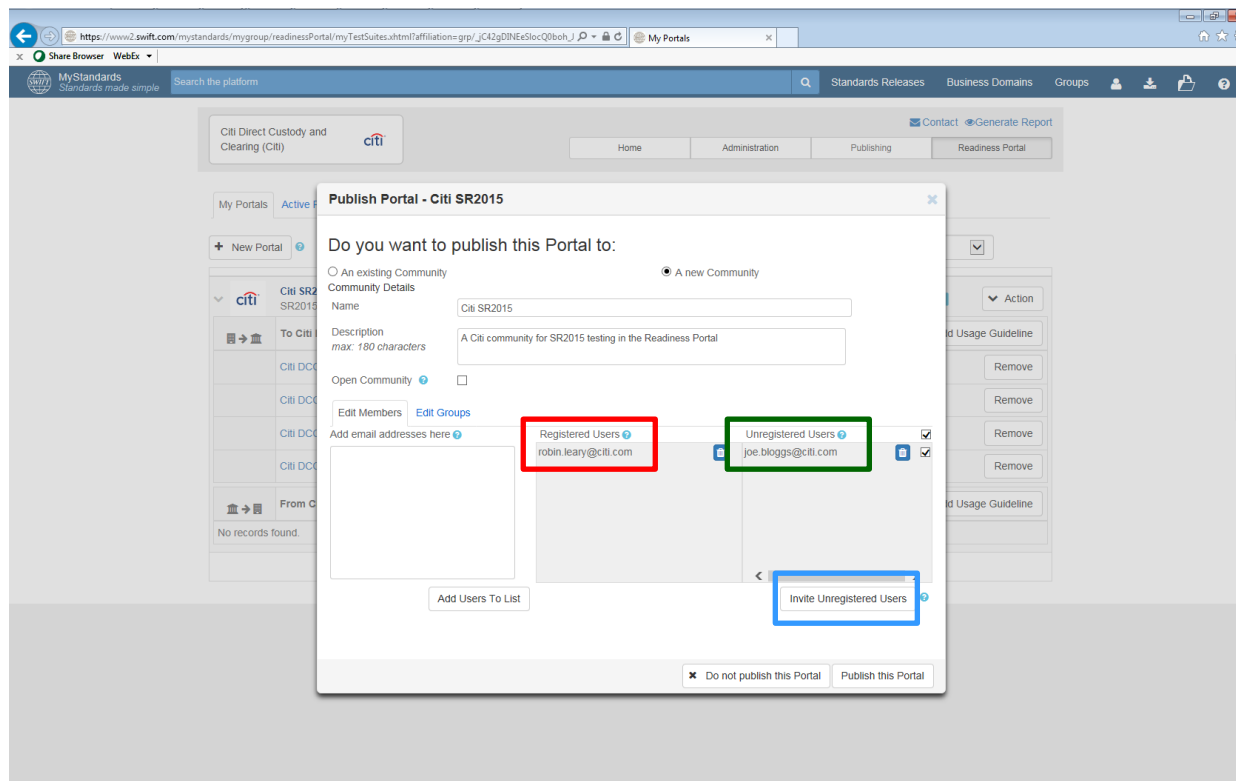 https://www2.swift.com/mystandards/mygroup/readinessPortal/myTestSuites.xhtml?affiliation=grp/_jC42gDINEeSlocQ0boh_J
My Portals
x Share Browser WebEx
MyStandards
Standards made simple
Search the platform
Standards Releases Business Domains Groups
Citi Direct Custody and
Clearing (Citi)
citi
Contact Generate Report
Home Administration Publishing Readiness Portal
My Portals Active
+ New Portal
citi
Citi SR2
SR2015
Action
To Citi
ld Usage Guideline
Citi DCC
Remove
Citi DCC
Remove
Citi DCC
Remove
Citi DCC
Remove
From C
ld Usage Guideline
No records found.
Publish Portal - Citi SR2015
Do you want to publish this Portal to:
An existing Community A new Community
Community Details
Name Citi SR2015
Description
max: 180 characters
A Citi community for SR2015 testing in the Readiness Portal
Open Community
Edit Members Edit Groups
Add email addresses here Registered Users Unregistered Users
robin.leary@citi.com joe.bloggs@citi.com
Add Users To List Invite Unregistered Users
Do not publish this Portal Publish this Portal